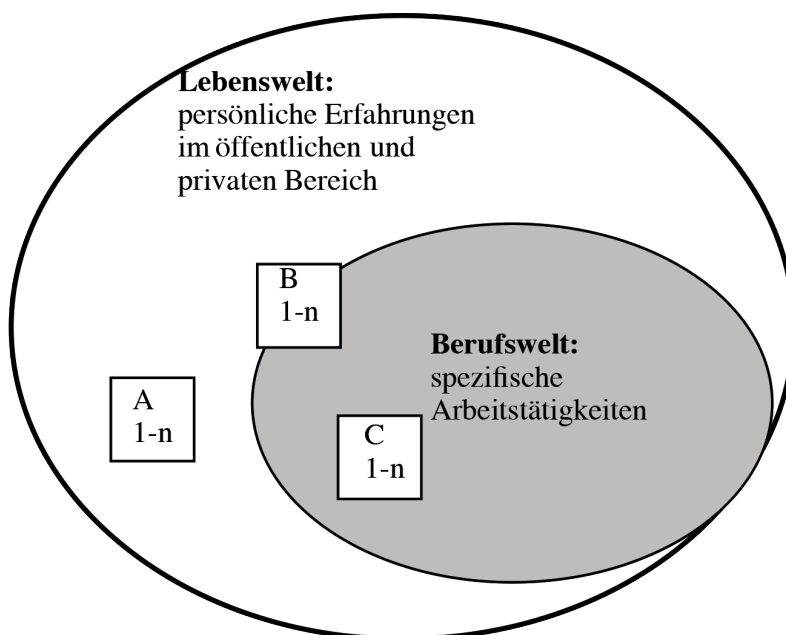 Lebenswelt:
persönliche Erfahrungen
im öffentlichen und
privaten Bereich
B
1-n
Berufswelt:
spezifische
Arbeitstätigkeiten
A
1-n
C
1-n